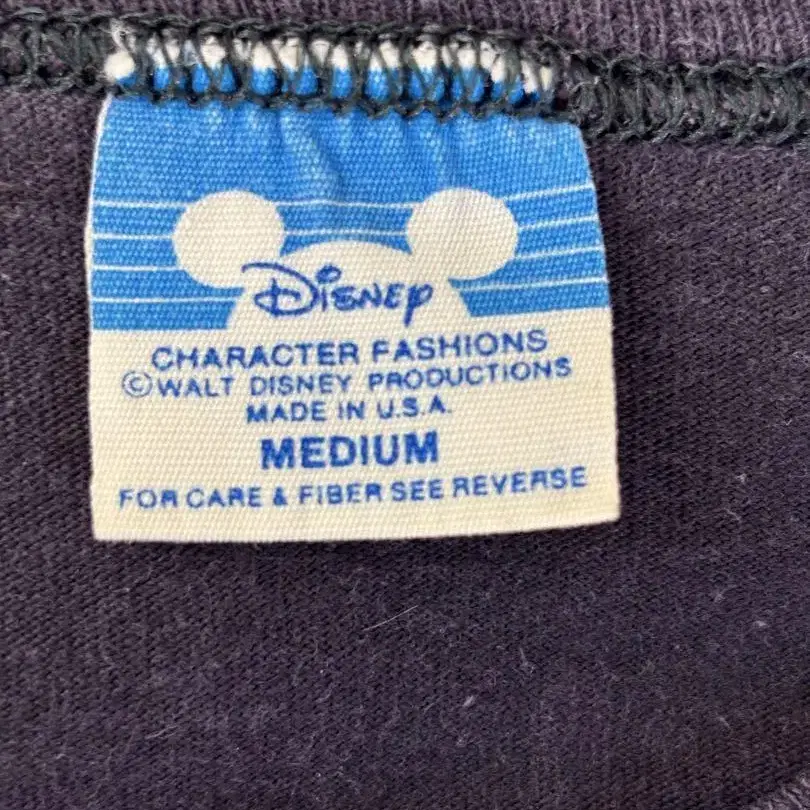 Disney
CHARACTER FASHIONS
©WALT DISNEY PRODUCTIONS
MADE IN U.S.A.
MEDIUM
FOR CARE & FIBER SEE REVERSE